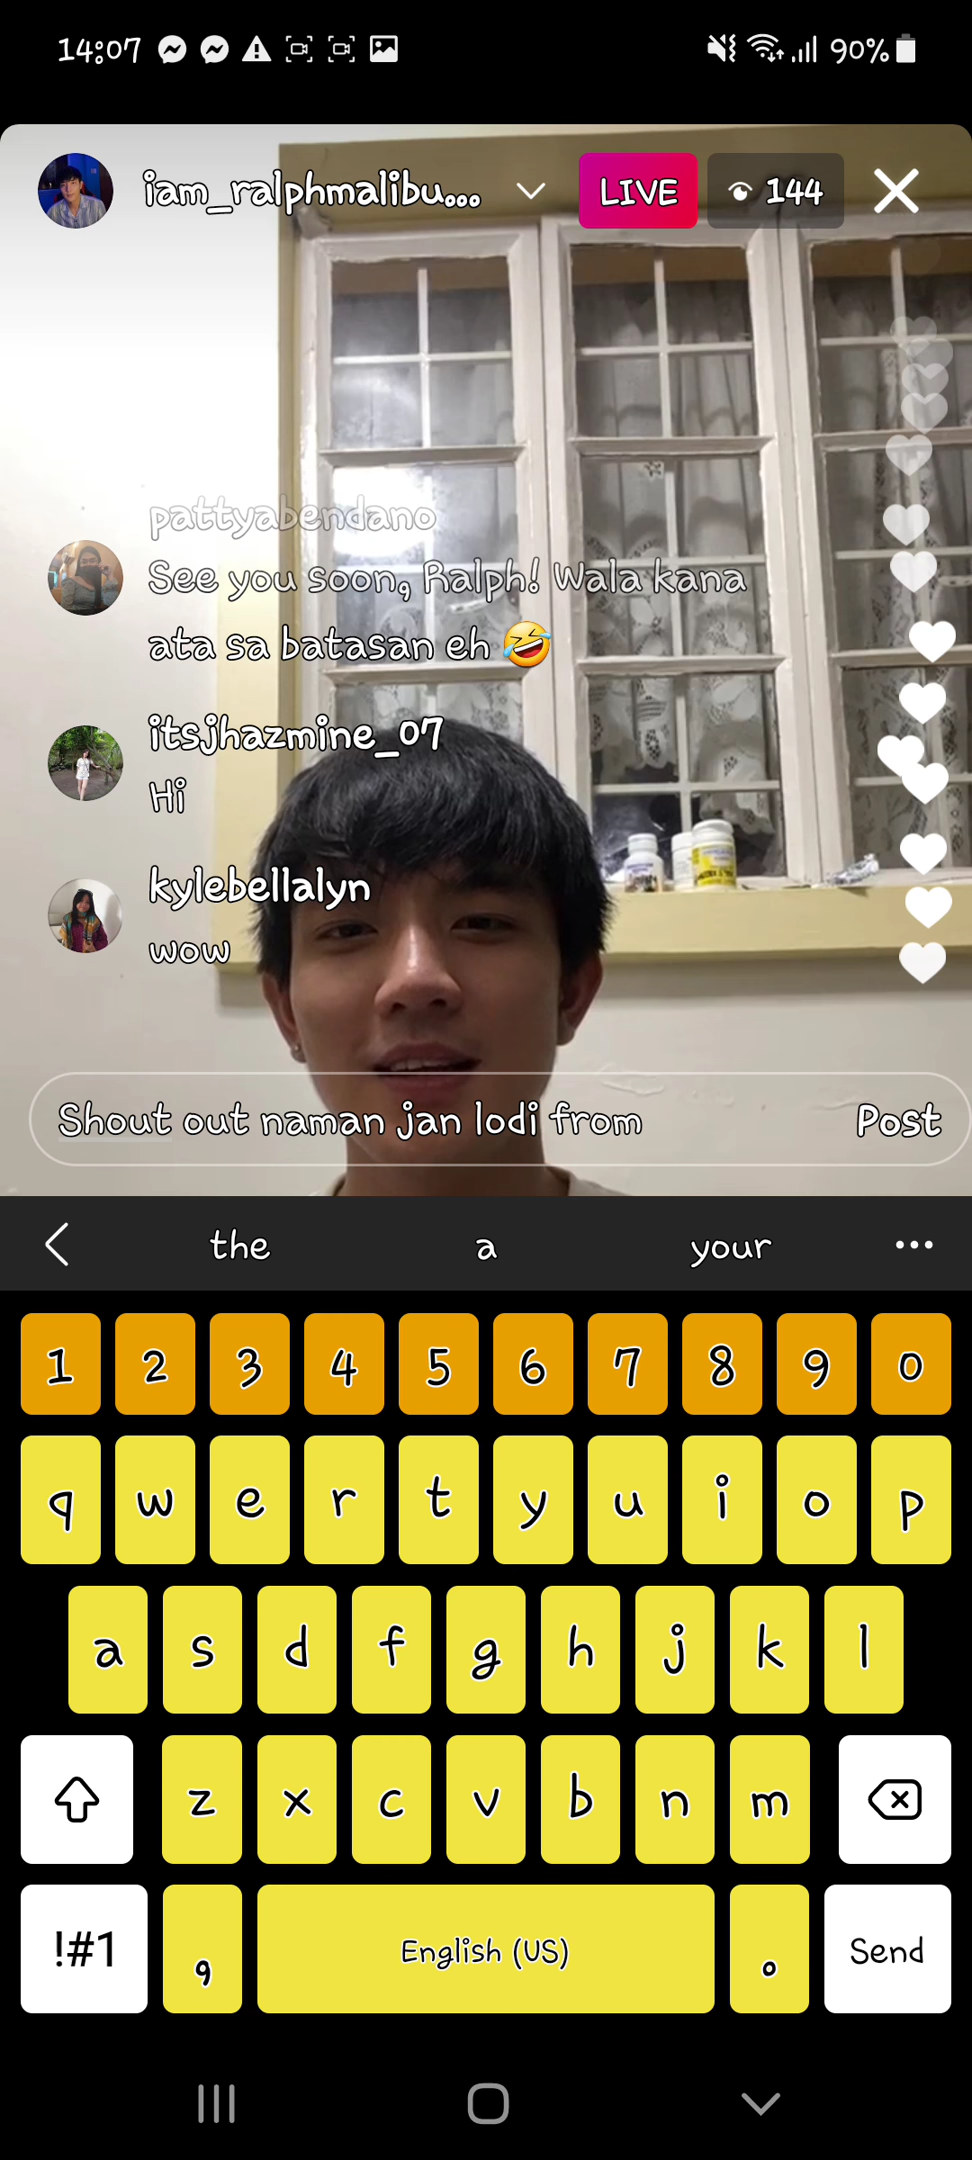 14:07
90%
iam_ralphmalibu...
LIVE
144
pattyabendano
See you soon, Ralph! Wala kana
ata sa batasan eh 🤣
itsjhazmine_07
Hi
kylebellalyn
wow
Shout out naman jan lodi from
Post
the a your
1 2 3 4 5 6 7 8 9 0
q w e r t y u i o p
a s d f g h j k l
z x c v b n m
!#1 , English (US) . Send